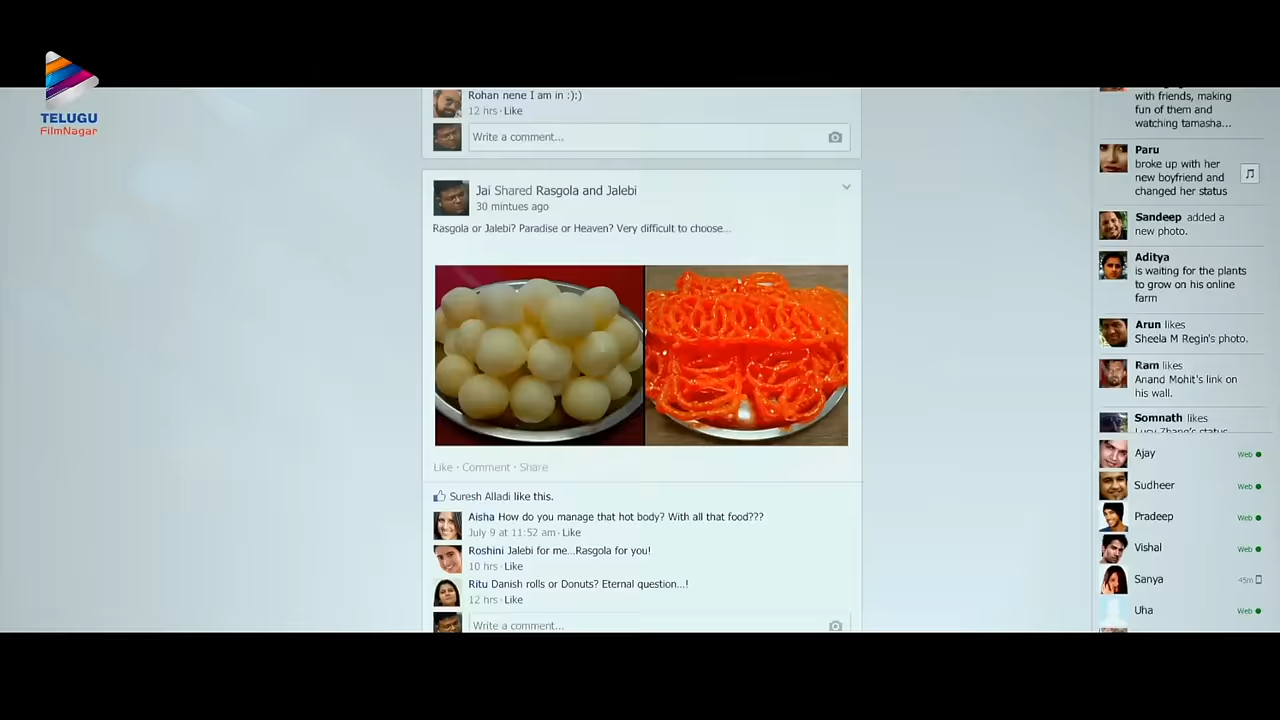 TELUGU
FilmNagar
Rohan nene I am in :):)
12 hrs · Like
Write a comment...
Jai Shared Rasgola and Jalebi
30 mintues ago
Rasgola or Jalebi? Paradise or Heaven? Very difficult to choose...
Like · Comment · Share
Suresh Alladi like this.
Aisha How do you manage that hot body? With all that food???
July 9 at 11:52 am · Like
Roshini Jalebi for me...Rasgola for you!
10 hrs · Like
Ritu Danish rolls or Donuts? Eternal question...!
12 hrs · Like
Write a comment...
with friends, making
fun of them and
watching tamasha...
Paru
broke up with her
new boyfriend and
changed her status
Sandeep added a
new photo.
Aditya
is waiting for the plants
to grow on his online
farm
Arun likes
Sheela M Regin's photo.
Ram likes
Anand Mohit's link on
his wall.
Somnath likes
Lucy Zhang's status
Ajay Web
Sudheer Web
Pradeep Web
Vishal Web
Sanya 45m
Uha Web